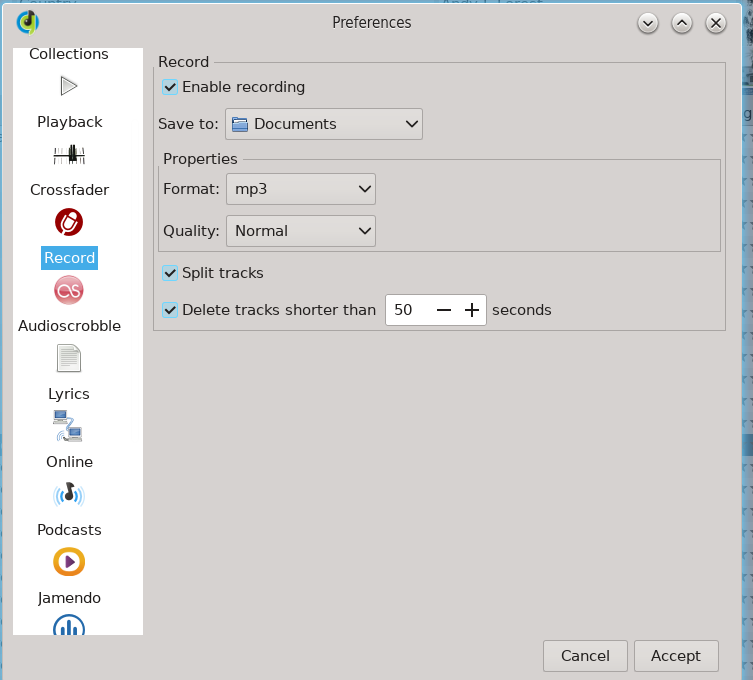 Preferences
Collections
Playback
Crossfader
Record
Audioscrobble
Lyrics
Online
Podcasts
Jamendo
Record
Enable recording
Save to: Documents
Properties
Format: mp3
Quality: Normal
Split tracks
Delete tracks shorter than 50 seconds
Cancel Accept